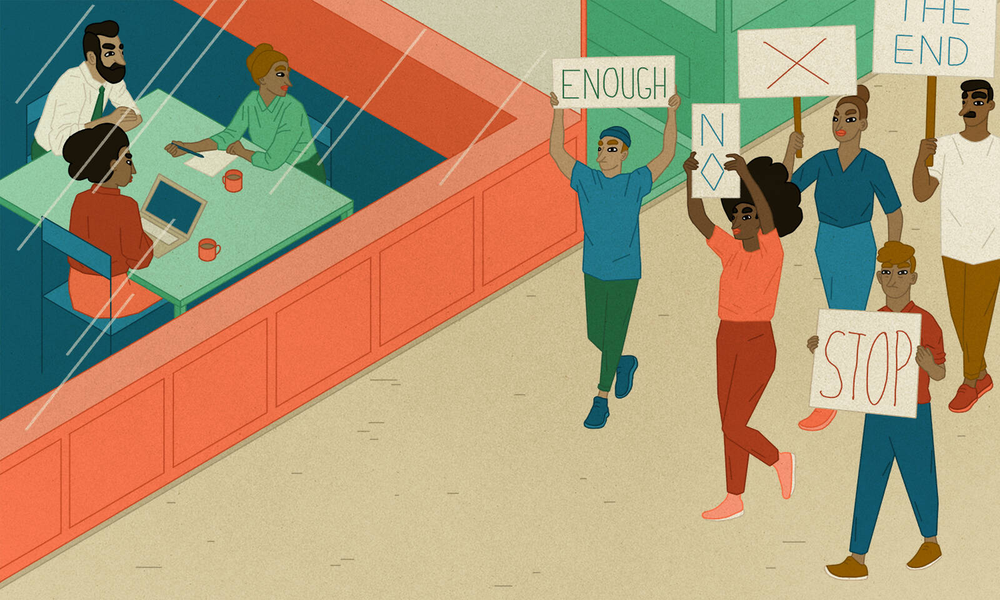 ENOUGH
N
O
THE
END
STOP